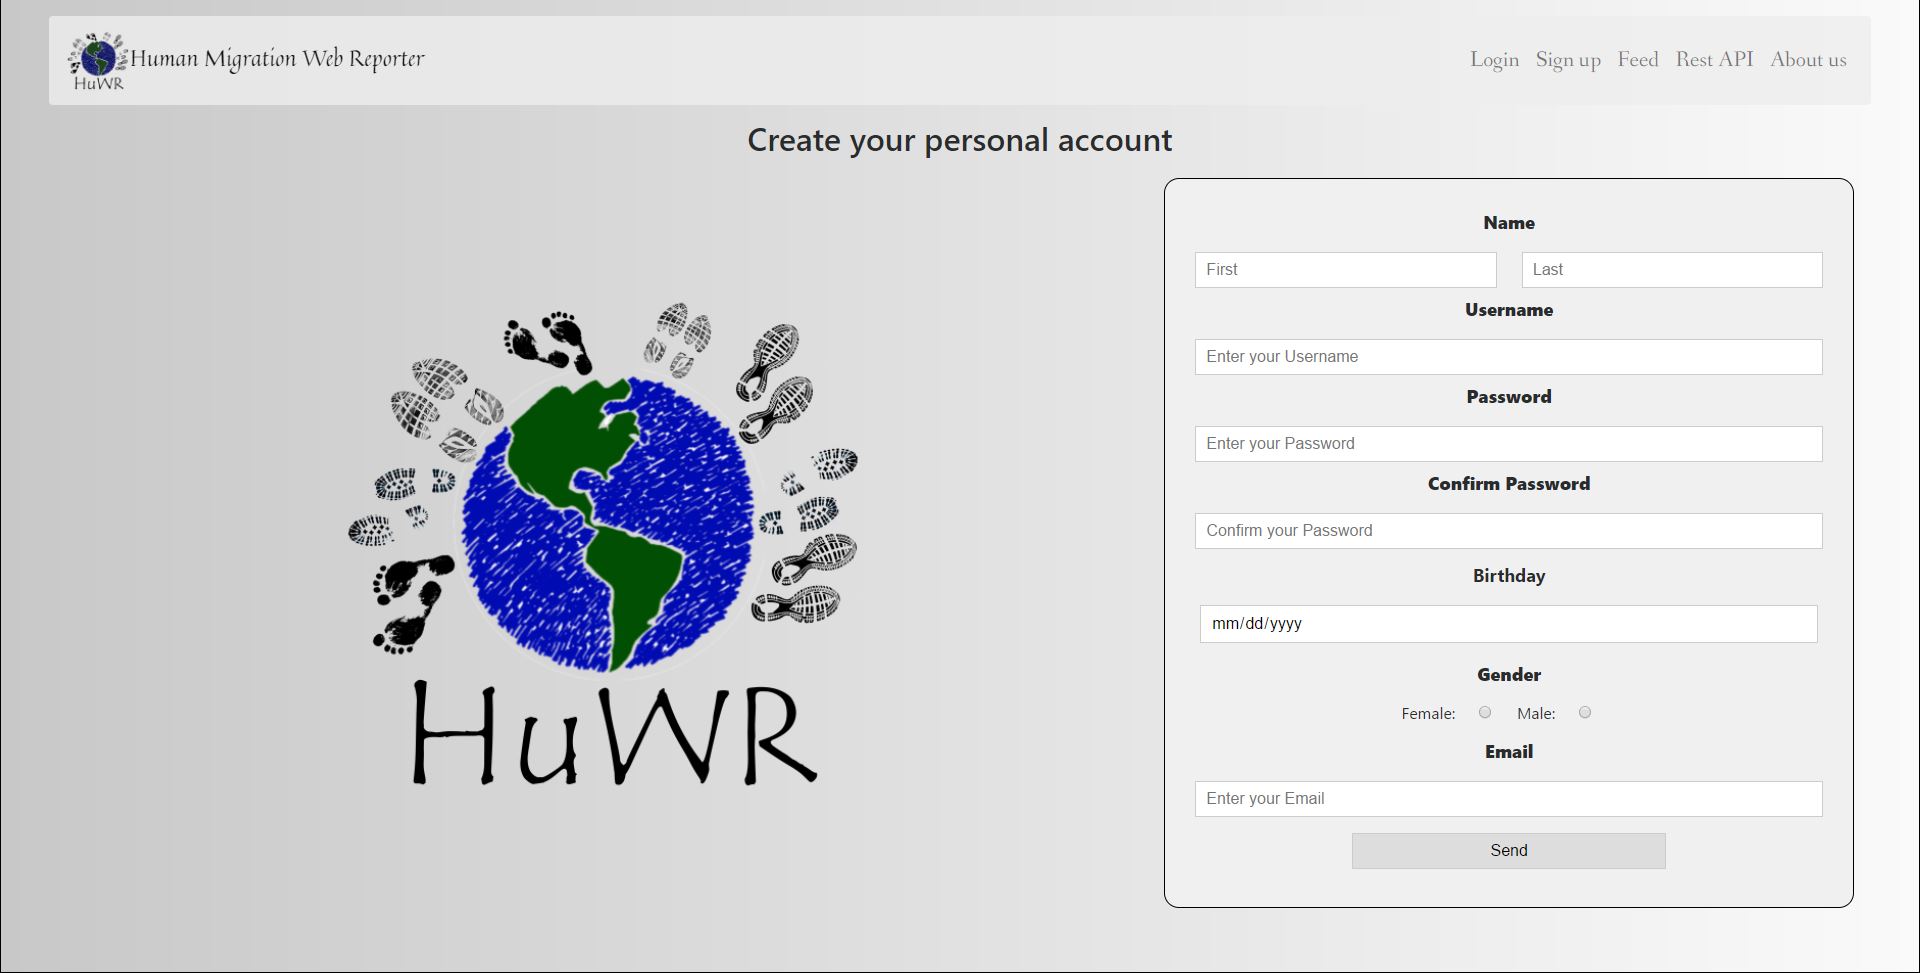 Human Migration Web Reporter
HuWR
Login Sign up Feed Rest API About us
Create your personal account
HuWR
Name
First Last
Username
Enter your Username
Password
Enter your Password
Confirm Password
Confirm your Password
Birthday
mm/dd/yyyy
Gender
Female: Male:
Email
Enter your Email
Send